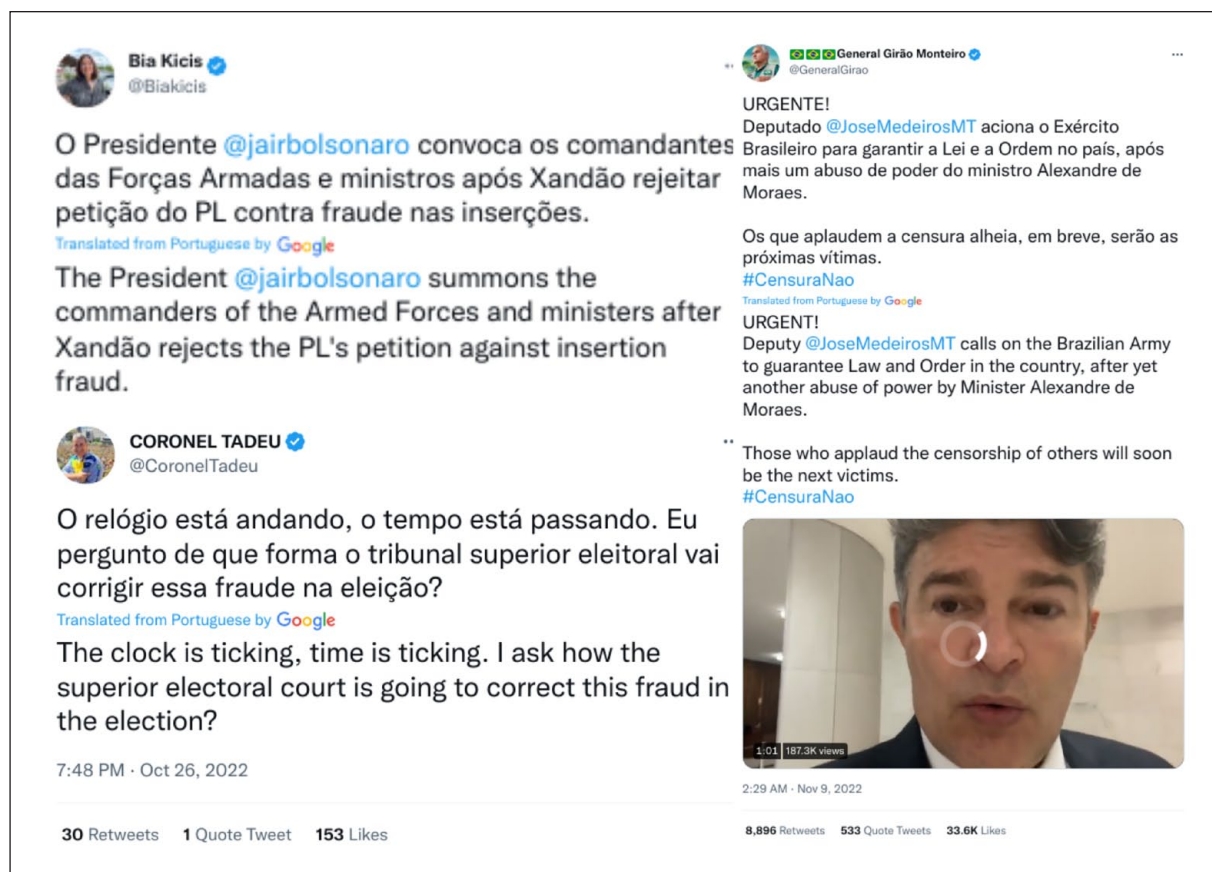 Bia Kicis
@Biakicis
O Presidente @jairbolsonaro convoca os comandantes
das Forças Armadas e ministros após Xandão rejeitar
petição do PL contra fraude nas inserções.
Translated from Portuguese by Google
The President @jairbolsonaro summons the
commanders of the Armed Forces and ministers after
Xandão rejects the PL's petition against insertion
fraud.
CORONEL TADEU
@CoronelTadeu
O relógio está andando, o tempo está passando. Eu
pergunto de que forma o tribunal superior eleitoral vai
corrigir essa fraude na eleição?
Translated from Portuguese by Google
The clock is ticking, time is ticking. I ask how the
superior electoral court is going to correct this fraud in
the election?
7:48 PM · Oct 26, 2022
30 Retweets 1 Quote Tweet 153 Likes
🇧🇷🇧🇷🇧🇷General Girão Monteiro
@GeneralGirao
URGENTE!
Deputado @JoseMedeirosMT aciona o Exército
Brasileiro para garantir a Lei e a Ordem no país, após
mais um abuso de poder do ministro Alexandre de
Moraes.
Os que aplaudem a censura alheia, em breve, serão as
próximas vítimas.
#CensuraNao
Translated from Portuguese by Google
URGENT!
Deputy @JoseMedeirosMT calls on the Brazilian Army
to guarantee Law and Order in the country, after yet
another abuse of power by Minister Alexandre de
Moraes.
Those who applaud the censorship of others will soon
be the next victims.
#CensuraNao
1:01 187.3K views
2:29 AM · Nov 9, 2022
8,896 Retweets 533 Quote Tweets 33.6K Likes